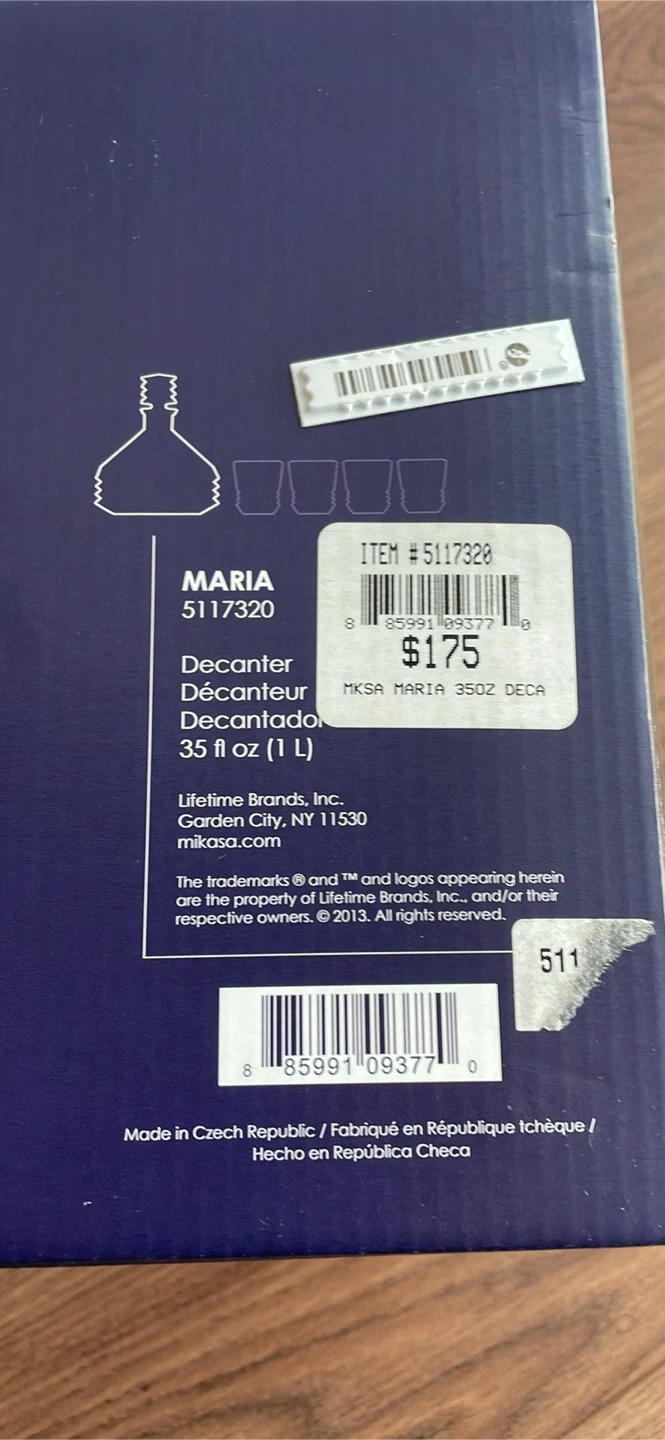 ITEM #5117320
8 85991 09377 0
$175
MKSA MARIA 35OZ DECA
MARIA
5117320
Decanter
Décanteur
Decantador
35 fl oz (1 L)
Lifetime Brands, Inc.
Garden City, NY 11530
mikasa.com
The trademarks ® and ™ and logos appearing herein
are the property of Lifetime Brands, Inc., and/or their
respective owners. © 2013. All rights reserved.
511
8 85991 09377 0
Made in Czech Republic / Fabriqué en République tchèque /
Hecho en República Checa